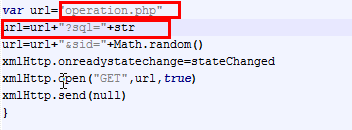 var url="operation.php"
url=url+"?sql="+str
url=url+"&sid="+Math.random()
xmlHttp.onreadystatechange=stateChanged
xmlHttp.open("GET",url,true)
xmlHttp.send(null)
}